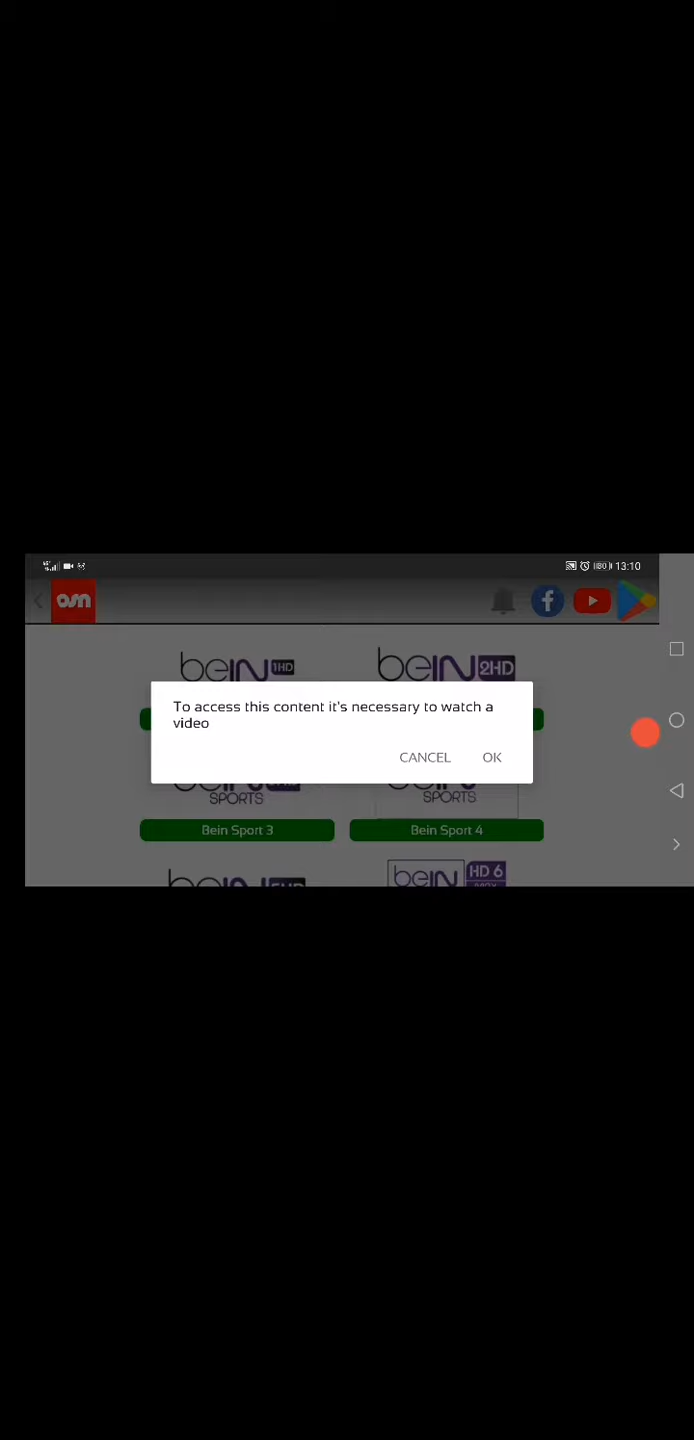 13:10
osn
beIN 1HD
beIN 2HD
To access this content it's necessary to watch a
video
CANCEL OK
SPORTS
SPORTS
Bein Sport 3
Bein Sport 4
beIN HD 6